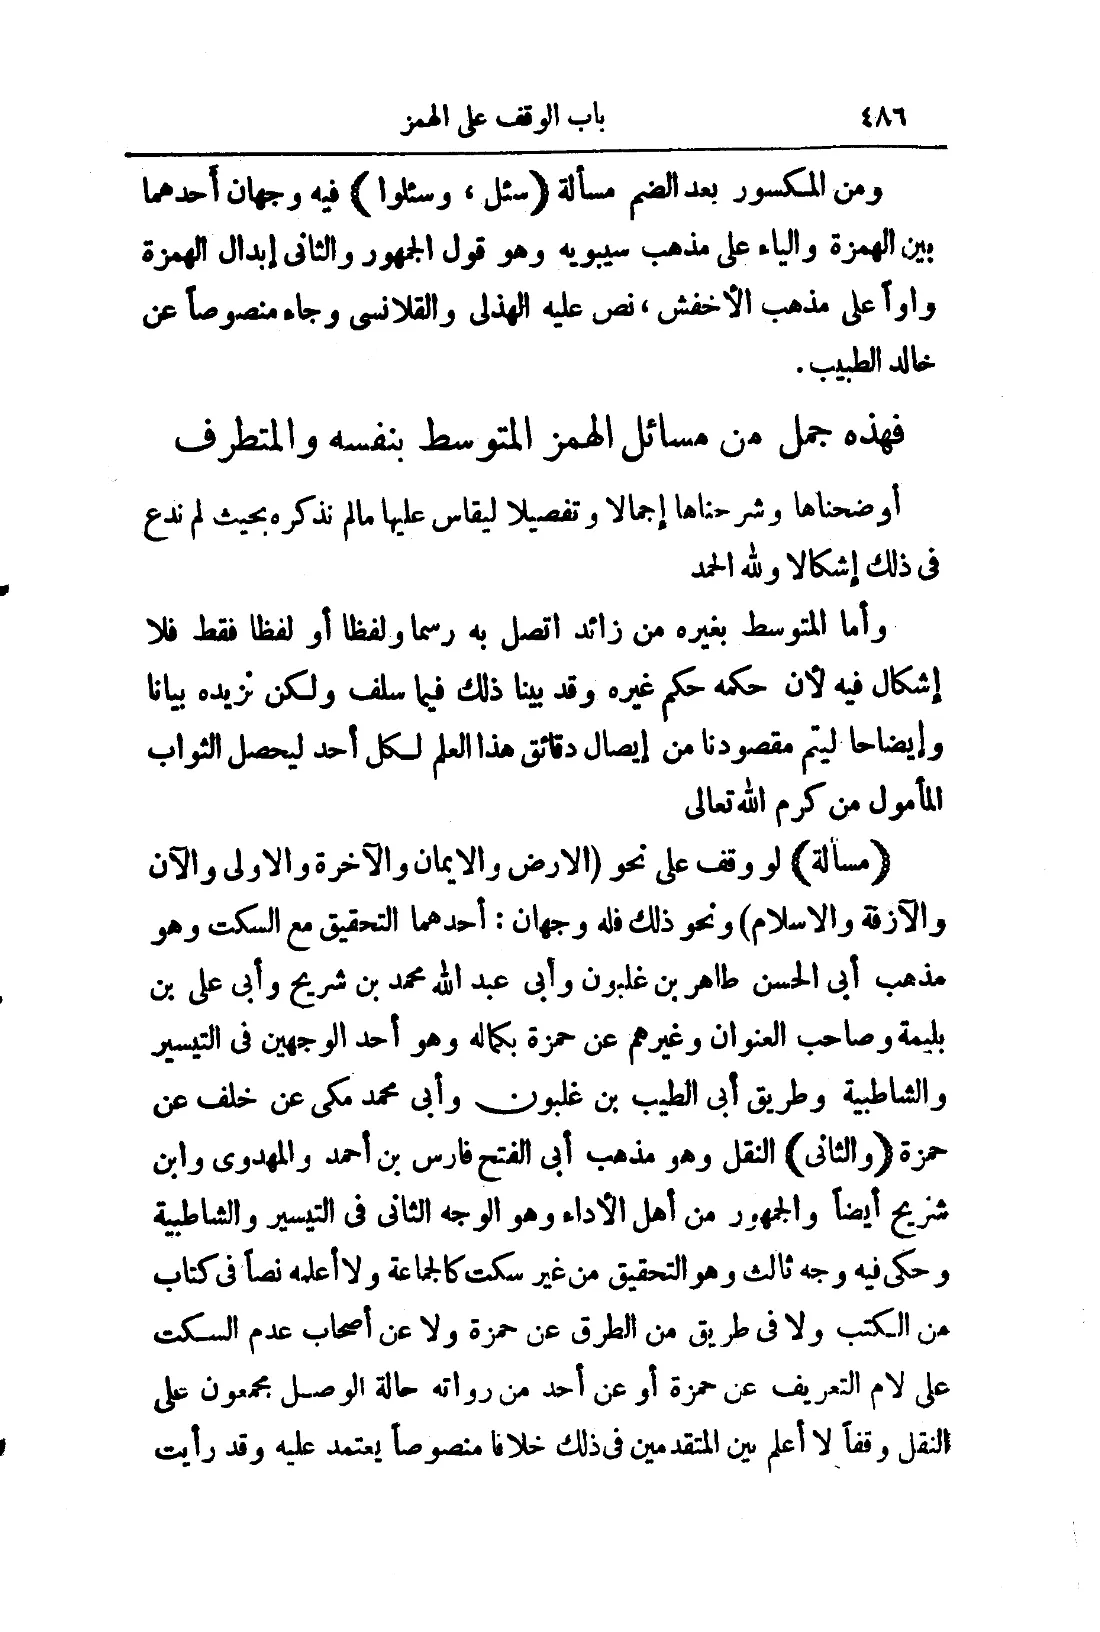 ٤٨٦ باب الوقف على الهمز
ومن المكسور بعد الضم مسألة (سئل ، وسئلوا) فيه وجهان أحدهما
بين الهمزة والياء على مذهب سيبويه وهو قول الجمهور والثانى إبدال الهمزة
واواً على مذهب الأخفش ، نص عليه الهذلى والقلانسى وجاء منصوصاً عن
خالد الطبيب .
فهذه جمل من مسائل الهمز المتوسط بنفسه والمتطرف
أوضحناها وشرحناها إجمالا وتفصيلا ليقاس عليها مالم نذكره بحيث لم ندع
فى ذلك إشكالا ولله الحمد
وأما المتوسط بغيره من زائد اتصل به رسما ولفظا أو لفظا فقط فلا
إشكال فيه لأن حكمه حكم غيره وقد بينا ذلك فيما سلف ولكن نزيده بيانا
وإيضاحا ليتم مقصودنا من إيصال دقائق هذا العلم لكل أحد ليحصل الثواب
المأمول من كرم الله تعالى
(مسألة) لو وقف على نحو (الارض والايمان والآخرة والاولى والآن
والآزفة والاسلام) ونحو ذلك فله وجهان : أحدهما التحقيق مع السكت وهو
مذهب أبى الحسن طاهر بن غلبون وأبى عبد الله محمد بن شريح وأبى على بن
بليمة وصاحب العنوان وغيرهم عن حمزة بكماله وهو أحد الوجهين فى التيسير
والشاطبية وطريق أبى الطيب بن غلبون وأبى محمد مكى عن خلف عن
حمزة (والثانى) النقل وهو مذهب أبى الفتح فارس بن أحمد والمهدوى وابن
شريح أيضاً والجمهور من أهل الأداء وهو الوجه الثانى فى التيسير والشاطبية
وحكى فيه وجه ثالث وهو التحقيق من غير سكت كالجماعة ولا أعلمه نصاً فى كتاب
من الكتب ولا فى طريق من الطرق عن حمزة ولا عن أصحاب عدم السكت
على لام التعريف عن حمزة أو عن أحد من رواته حالة الوصل مجمعون على
النقل وقفاً لا أعلم بين المتقدمين فى ذلك خلافا منصوصاً يعتمد عليه وقد رأيت